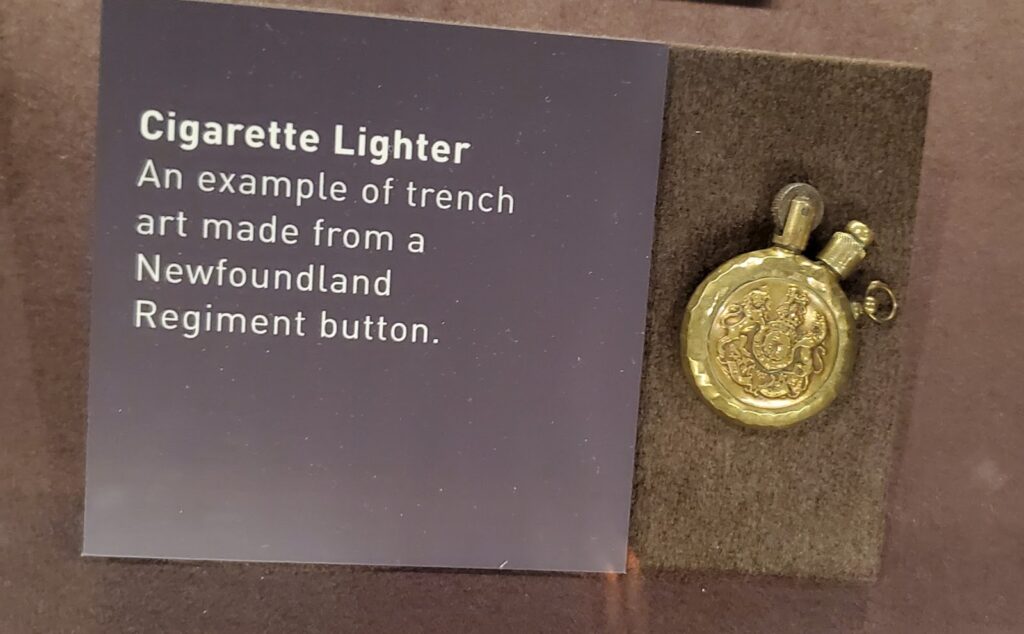 Cigarette Lighter
An example of trench
art made from a
Newfoundland
Regiment button.